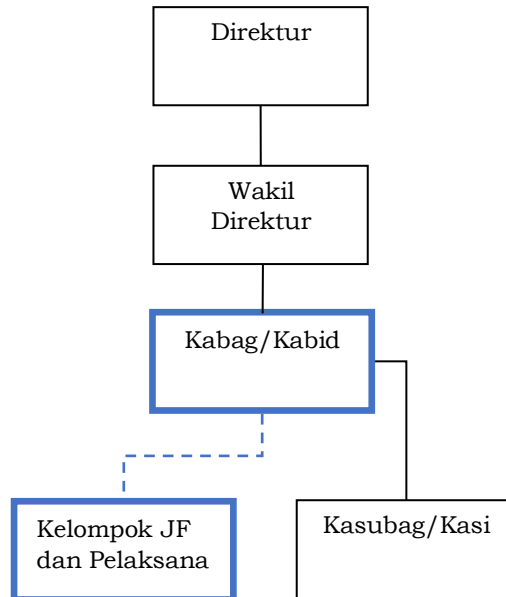 Direktur
Wakil
Direktur
Kabag/Kabid
Kelompok JF
dan Pelaksana
Kasubag/Kasi